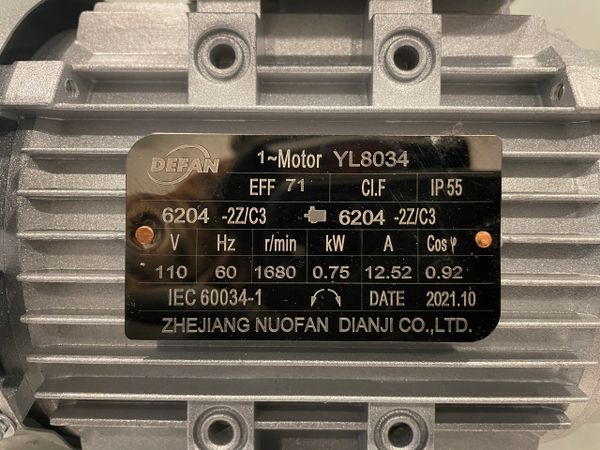 DEFAN
1~Motor YL8034
EFF 71 Cl.F IP 55
6204 -2Z/C3 6204 -2Z/C3
V Hz r/min kW A Cos φ
110 60 1680 0.75 12.52 0.92
IEC 60034-1 DATE 2021.10
ZHEJIANG NUOFAN DIANJI CO.,LTD.